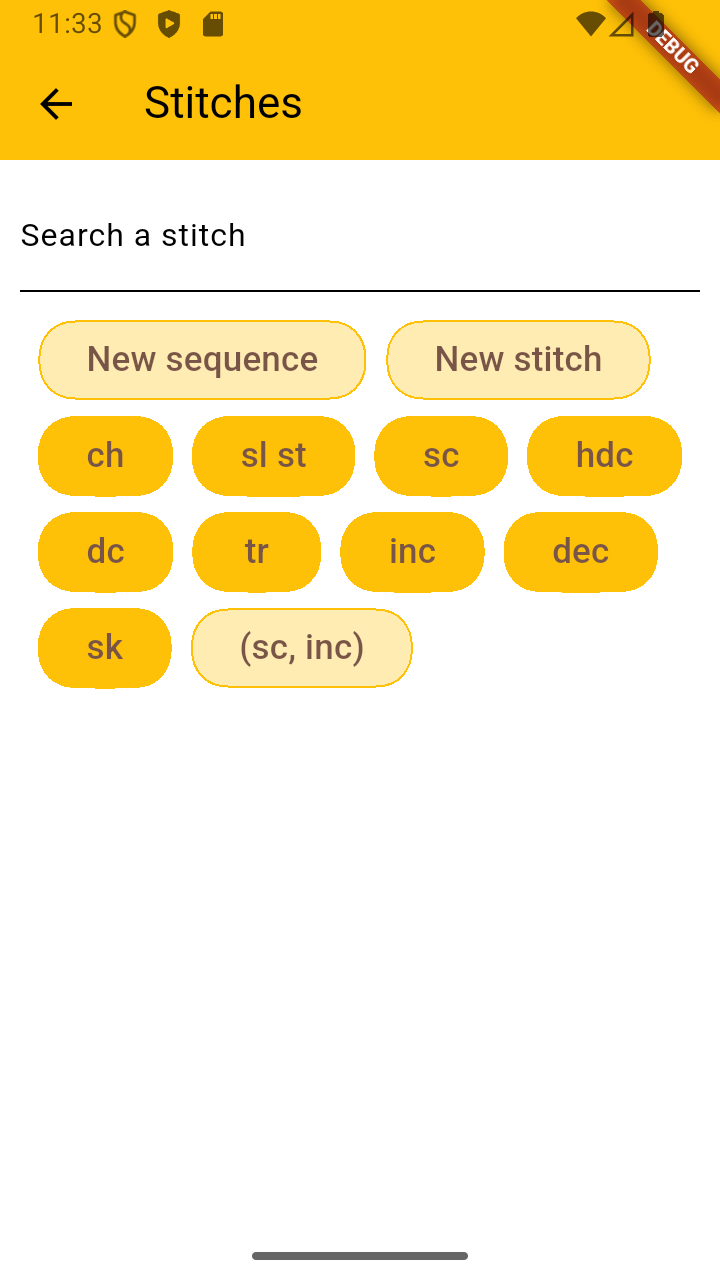 11:33
DEBUG
Stitches
Search a stitch
New sequence New stitch
ch sl st sc hdc
dc tr inc dec
sk (sc, inc)